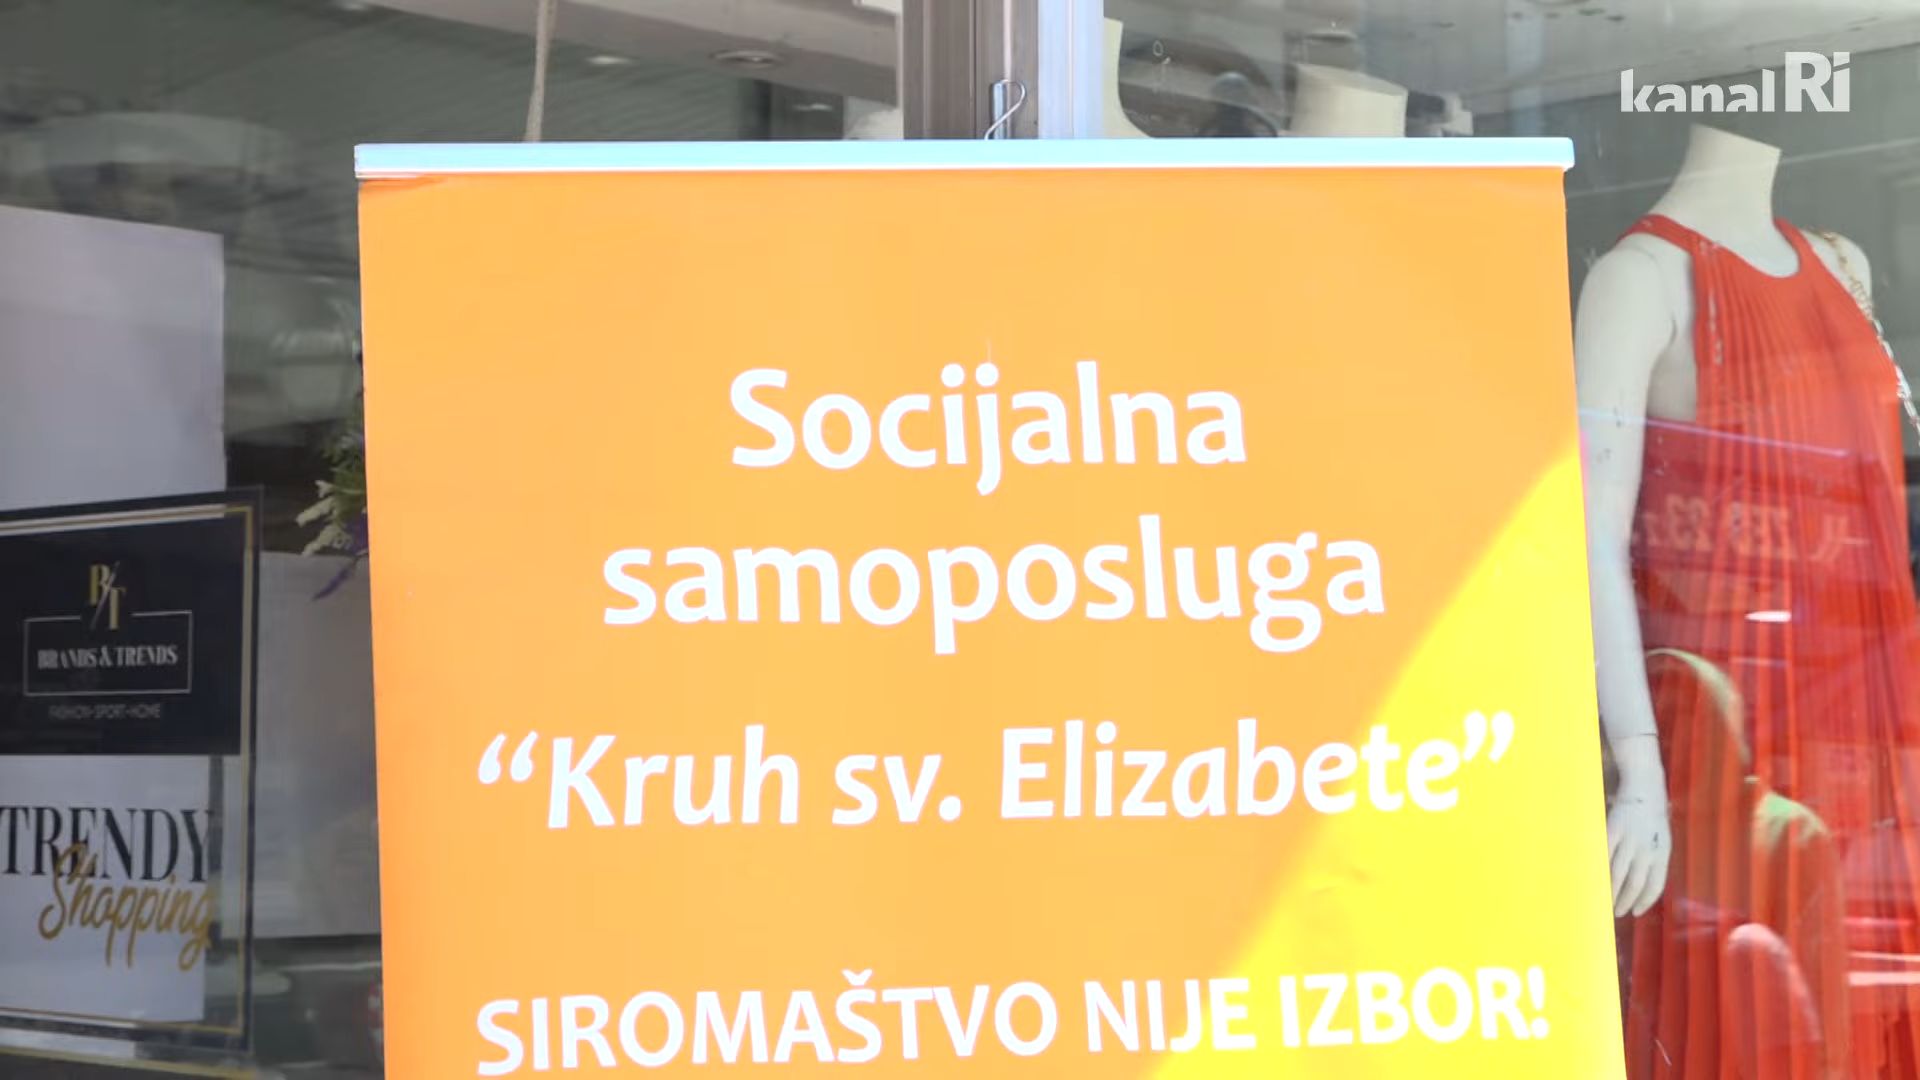 kanal Ri
Socijalna
samoposluga
“Kruh sv. Elizabete”
SIROMAŠTVO NIJE IZBOR!
B/T
BRANDS & TRENDS
FASHION-SPORT-HOME
TRENDY
Shopping